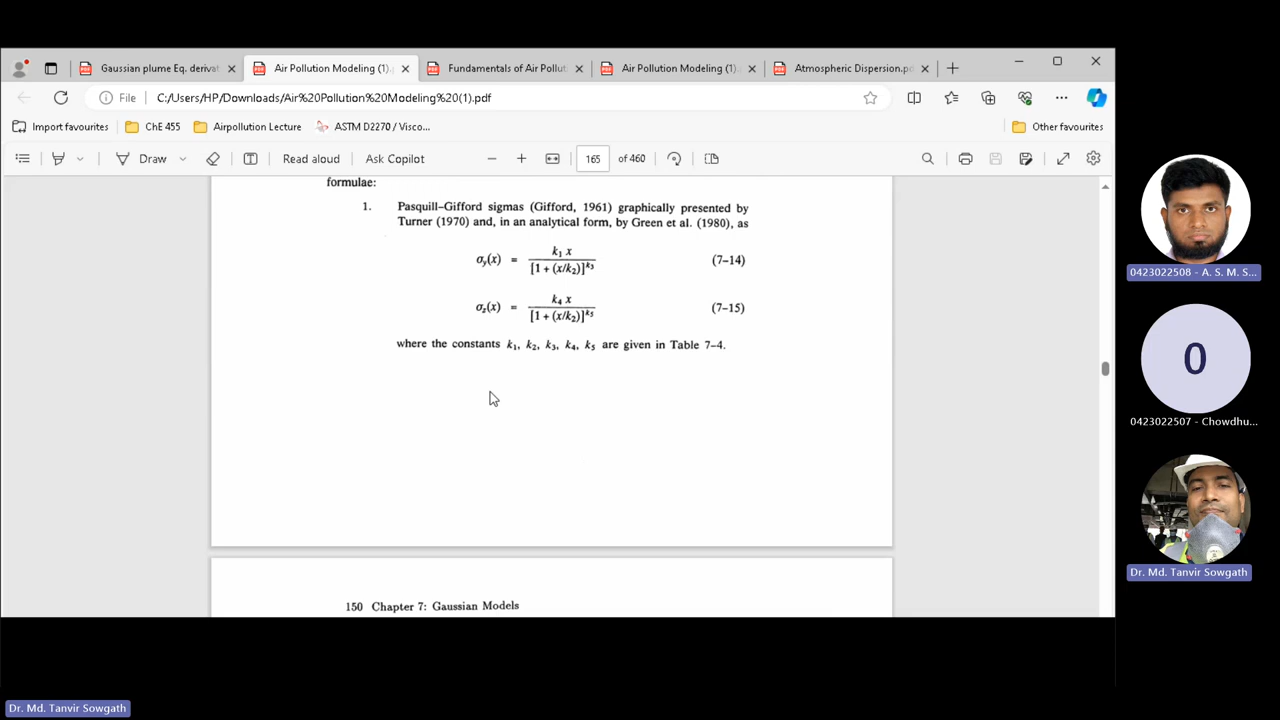 Gaussian plume Eq. derivat
Air Pollution Modeling (1).
Fundamentals of Air Pollut
Air Pollution Modeling (1)
Atmospheric Dispersion.p
File
C:/Users/HP/Downloads/Air%20Pollution%20Modeling%20(1).pdf
Import favourites
ChE 455
Airpollution Lecture
ASTM D2270 / Visco...
Other favourites
Draw
Read aloud
Ask Copilot
165 of 460
formulae:
1. Pasquill–Gifford sigmas (Gifford, 1961) graphically presented by
Turner (1970) and, in an analytical form, by Green et al. (1980), as
σy(x) = k1 x / [1 + (x/k2)]^k3 (7–14)
σz(x) = k4 x / [1 + (x/k2)]^k5 (7–15)
where the constants k1, k2, k3, k4, k5 are given in Table 7–4.
150 Chapter 7: Gaussian Models
0423022508 - A. S. M. S...
O
0423022507 - Chowdhu...
Dr. Md. Tanvir Sowgath
Dr. Md. Tanvir Sowgath